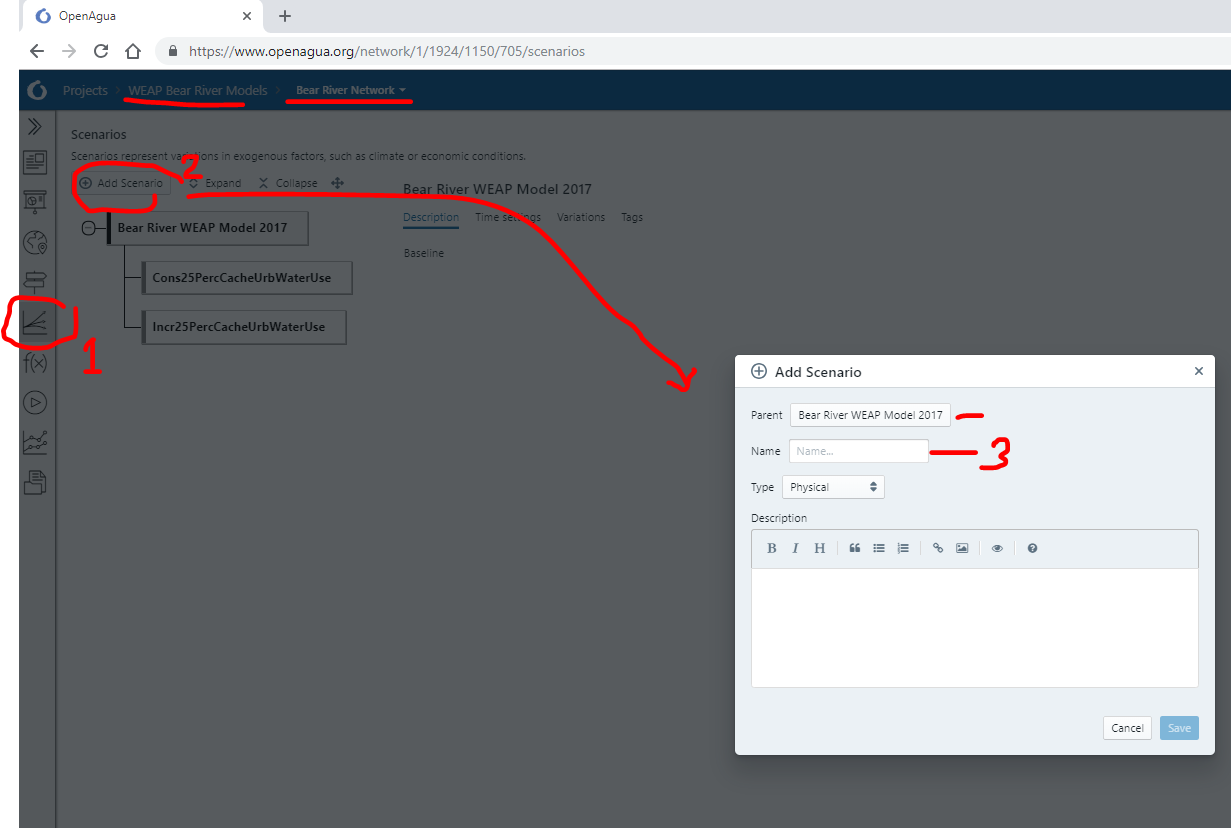 OpenAgua
https://www.openagua.org/network/1/1924/1150/705/scenarios
Projects > WEAP Bear River Models > Bear River Network
Scenarios
Scenarios represent variations in exogenous factors, such as climate or economic conditions.
2
Add Scenario Expand Collapse
Bear River WEAP Model 2017
Description Time settings Variations Tags
Bear River WEAP Model 2017
Baseline
Cons25PercCacheUrbWaterUse
Incr25PercCacheUrbWaterUse
1
f(x)
Add Scenario
Parent Bear River WEAP Model 2017
Name Name... 3
Type Physical
Description
B I H
Cancel Save